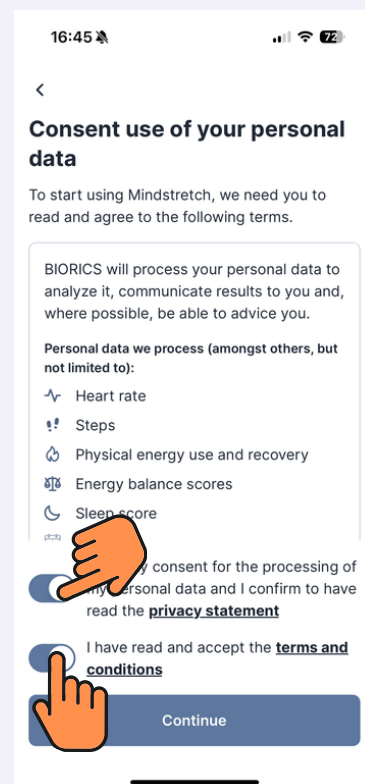 16:45
72
Consent use of your personal
data
To start using Mindstretch, we need you to
read and agree to the following terms.
BIORICS will process your personal data to
analyze it, communicate results to you and,
where possible, be able to advice you.
Personal data we process (amongst others, but
not limited to):
Heart rate
Steps
Physical energy use and recovery
Energy balance scores
Sleep score
consent for the processing of
my personal data and I confirm to have
read the privacy statement
I have read and accept the terms and
conditions
Continue